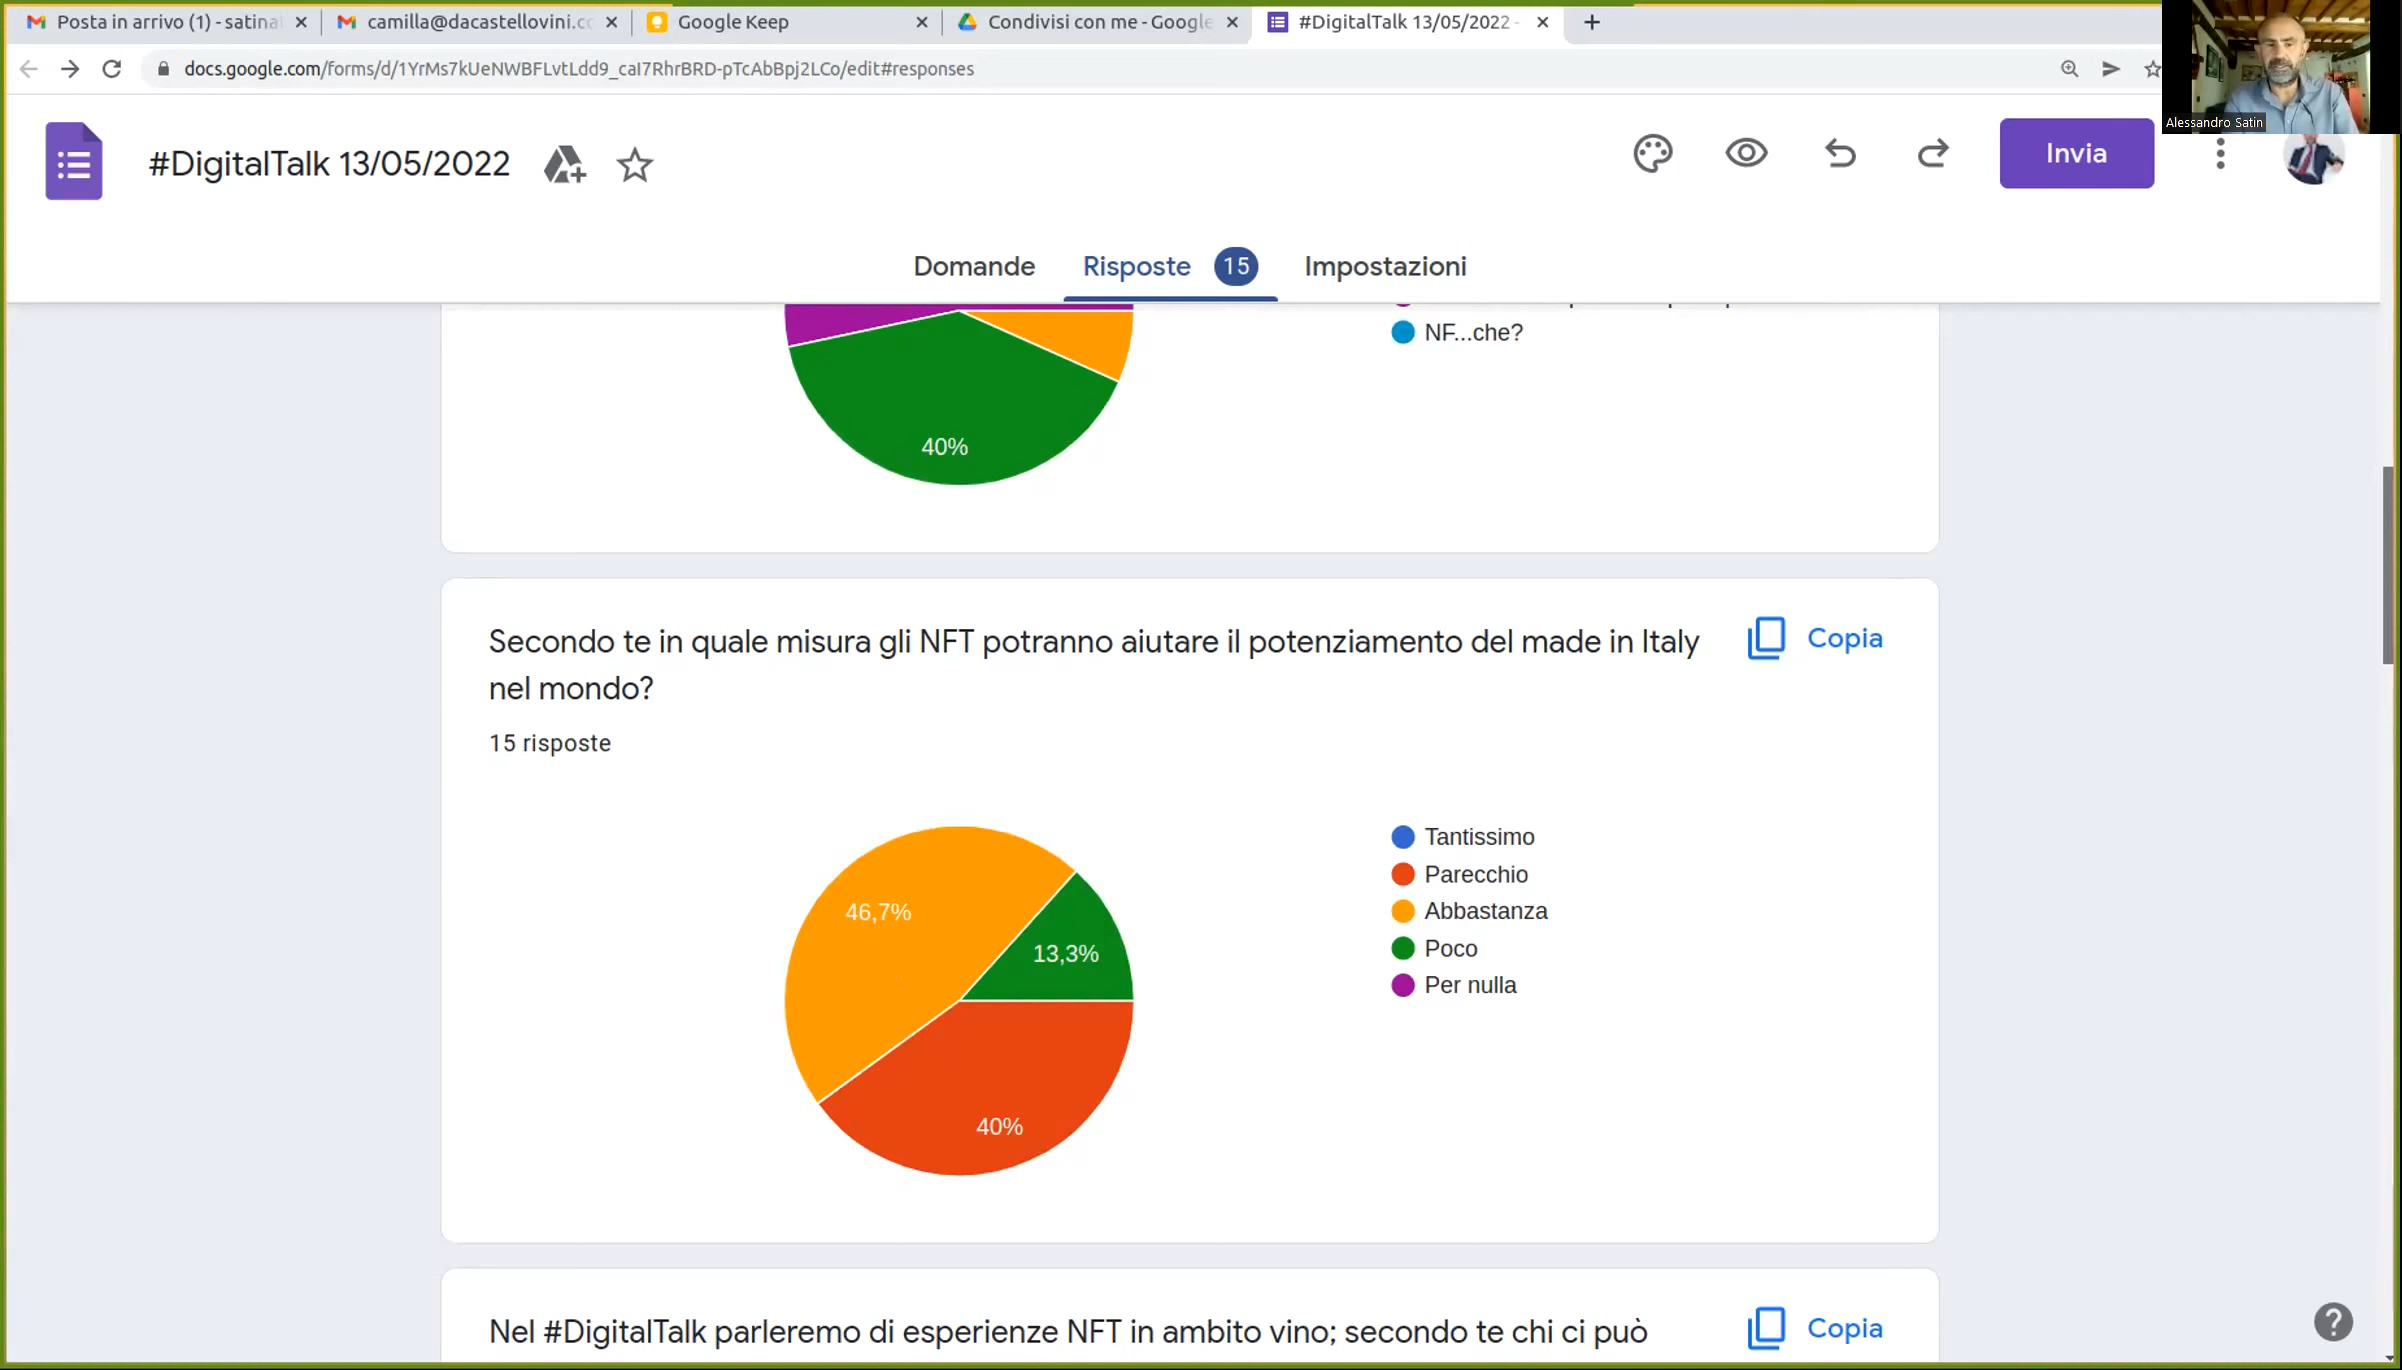 Posta in arrivo (1) - satina
camilla@dacastellovini.co
Google Keep
Condivisi con me - Google
#DigitalTalk 13/05/2022 -
docs.google.com/forms/d/1YrMs7kUeNWBFLvtLdd9_caI7RhrBRD-pTcAbBpj2LCo/edit#responses
Alessandro Satin
#DigitalTalk 13/05/2022
Invia
Domande
Risposte 15
Impostazioni
NF...che?
40%
Secondo te in quale misura gli NFT potranno aiutare il potenziamento del made in Italy
nel mondo?
Copia
15 risposte
46,7%
13,3%
40%
Tantissimo
Parecchio
Abbastanza
Poco
Per nulla
Nel #DigitalTalk parleremo di esperienze NFT in ambito vino; secondo te chi ci può
Copia